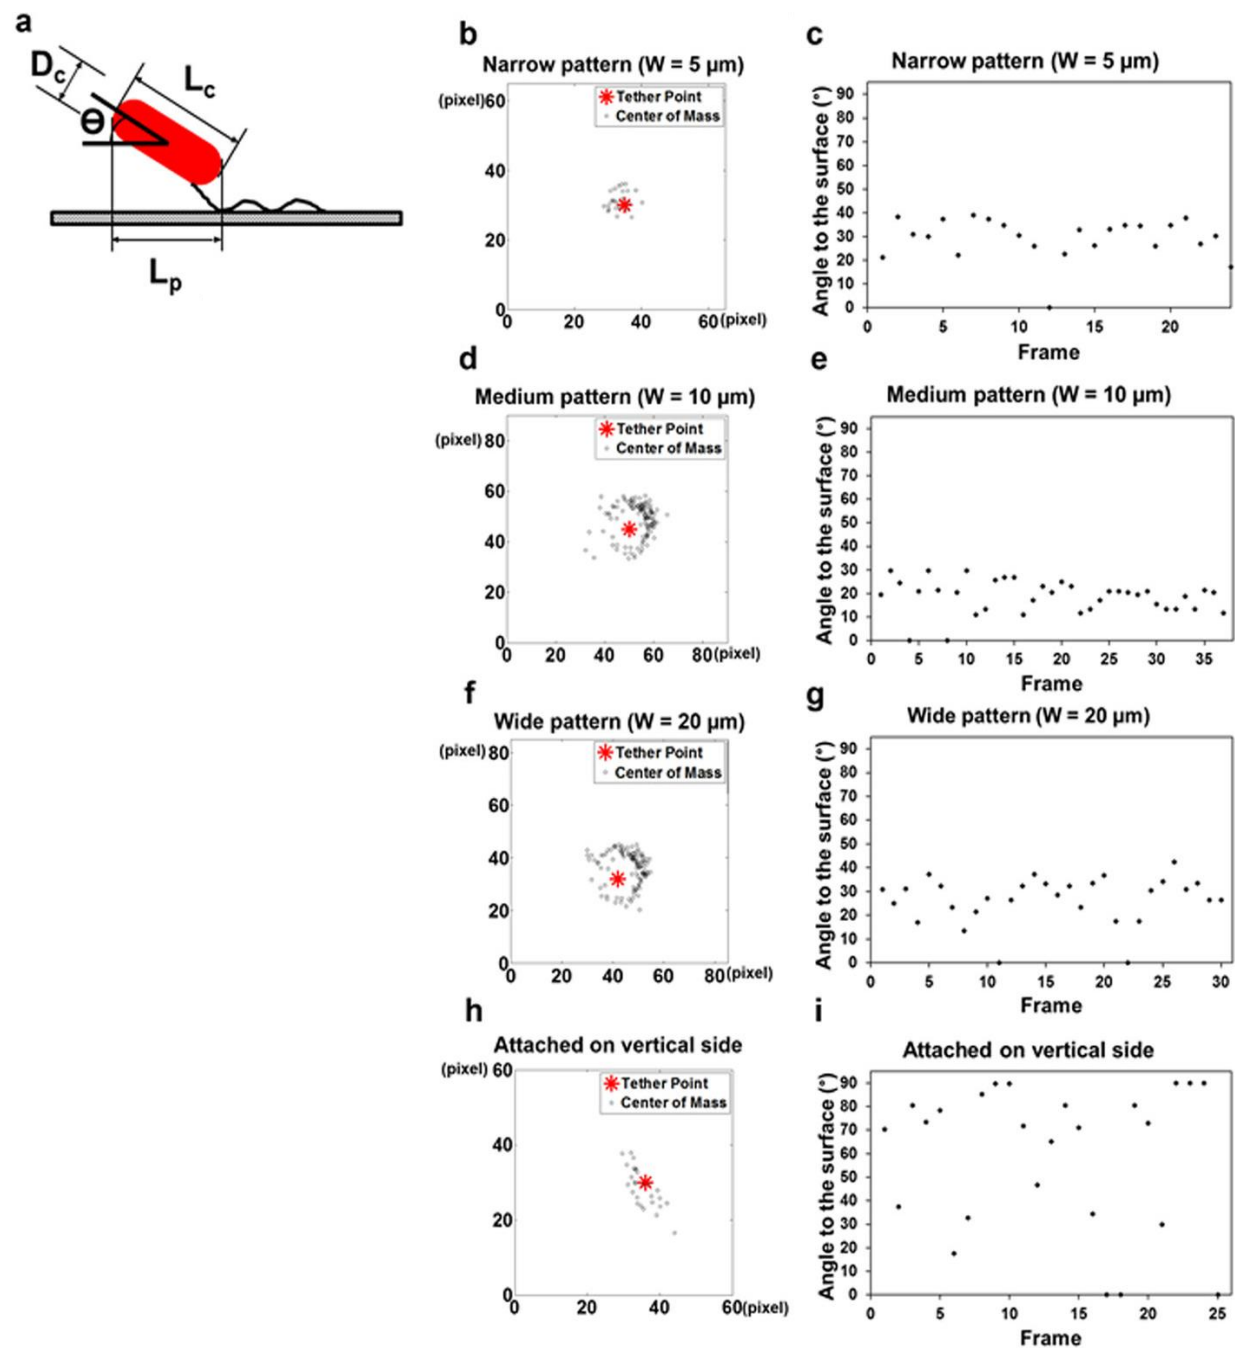 a
D_c
L_c
Θ
L_p
b
Narrow pattern (W = 5 µm)
(pixel)
60
40
20
0
Tether Point
Center of Mass
0 20 40 60(pixel)
c
Narrow pattern (W = 5 µm)
Angle to the surface (°)
90
80
70
60
50
40
30
20
10
0
0 5 10 15 20
Frame
d
Medium pattern (W = 10 µm)
(pixel)
80
60
40
20
0
Tether Point
Center of Mass
0 20 40 60 80(pixel)
e
Medium pattern (W = 10 µm)
Angle to the surface (°)
90
80
70
60
50
40
30
20
10
0
0 5 10 15 20 25 30 35
Frame
f
Wide pattern (W = 20 µm)
(pixel)
80
60
40
20
0
Tether Point
Center of Mass
0 20 40 60 80(pixel)
g
Wide pattern (W = 20 µm)
Angle to the surface (°)
90
80
70
60
50
40
30
20
10
0
0 5 10 15 20 25 30
Frame
h
Attached on vertical side
(pixel)
60
40
20
0
Tether Point
Center of Mass
0 20 40 60(pixel)
i
Attached on vertical side
Angle to the surface (°)
90
80
70
60
50
40
30
20
10
0
0 5 10 15 20 25
Frame